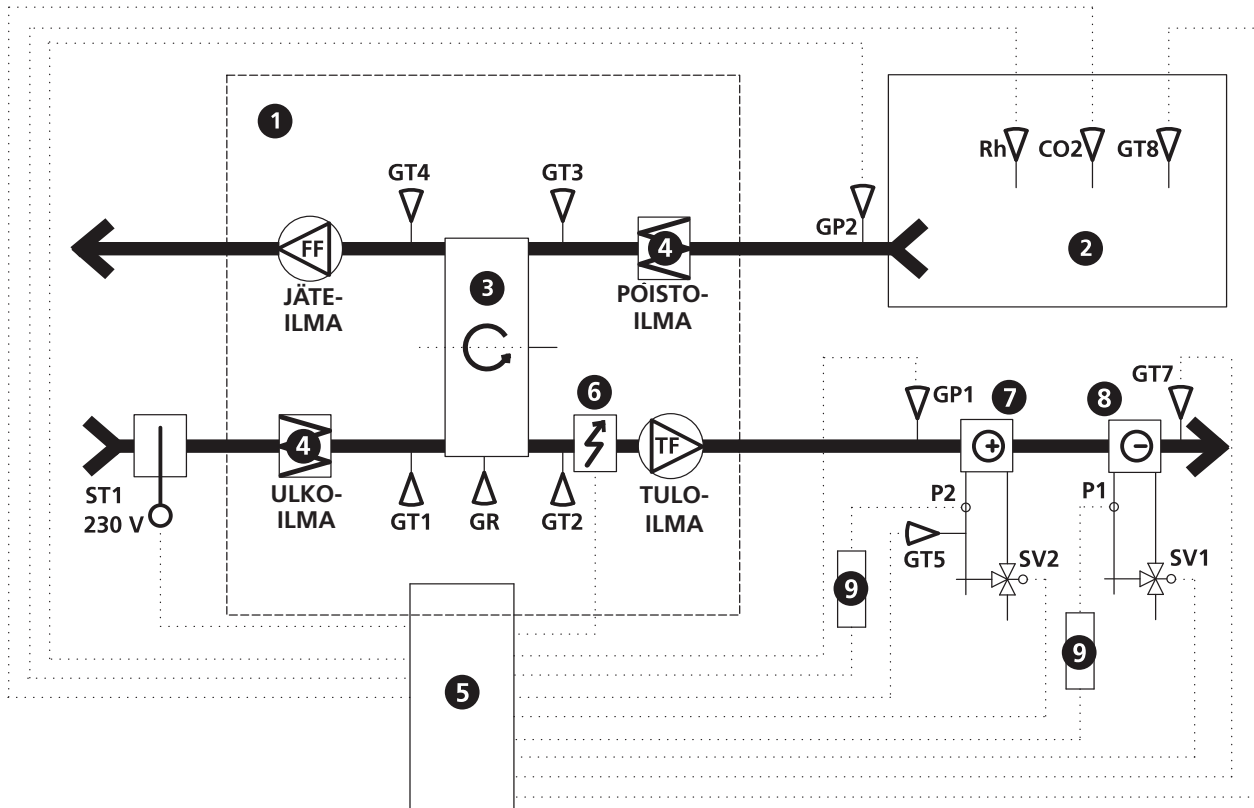 1
Rh
CO2
GT8
GT4
GT3
GP2
FF
4
2
3
JÄTE-
ILMA
POISTO-
ILMA
6
GP1
7
8
GT7
4
TF
+
−
ST1
230 V
ULKO-
ILMA
GT1
GR
GT2
TULO-
ILMA
P2
P1
GT5
SV2
SV1
9
9
5